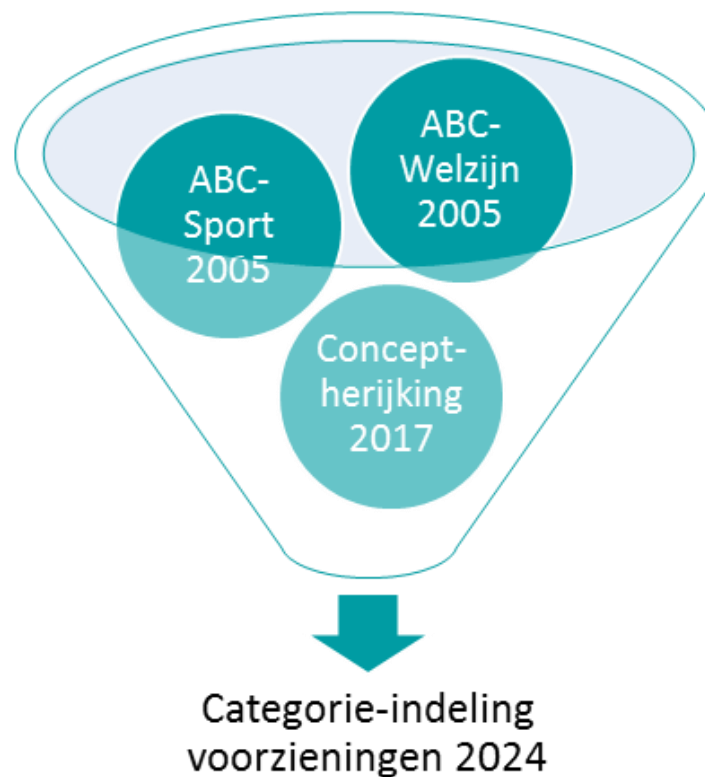 ABC-
Sport
2005
ABC-
Welzijn
2005
Concept-
herijking
2017
Categorie-indeling
voorzieningen 2024